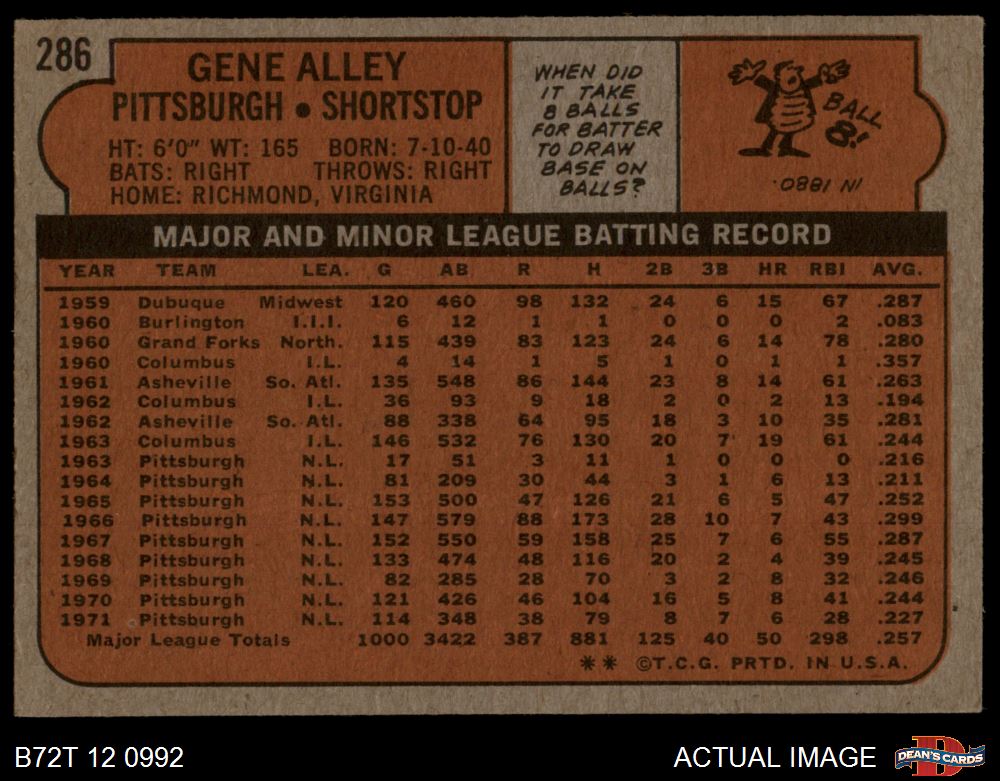 286
GENE ALLEY
PITTSBURGH • SHORTSTOP
HT: 6'0" WT: 165 BORN: 7-10-40
BATS: RIGHT THROWS: RIGHT
HOME: RICHMOND, VIRGINIA
WHEN DID
IT TAKE
8 BALLS
FOR BATTER
TO DRAW
BASE ON
BALLS?
BALL
8!
IN 1880.
MAJOR AND MINOR LEAGUE BATTING RECORD
YEAR TEAM LEA. G AB R H 2B 3B HR RBI AVG.
1959 Dubuque Midwest 120 460 98 132 24 6 15 67 .287
1960 Burlington I.I.I. 6 12 1 1 0 0 0 2 .083
1960 Grand Forks North. 115 439 83 123 24 6 14 78 .280
1960 Columbus I.L. 4 14 1 5 1 0 1 1 .357
1961 Asheville So. Atl. 135 548 86 144 23 8 14 61 .263
1962 Columbus I.L. 36 93 9 18 2 0 2 13 .194
1962 Asheville So. Atl. 88 338 64 95 18 3 10 35 .281
1963 Columbus I.L. 146 532 76 130 20 7 19 61 .244
1963 Pittsburgh N.L. 17 51 3 11 1 0 0 0 .216
1964 Pittsburgh N.L. 81 209 30 44 3 1 6 13 .211
1965 Pittsburgh N.L. 153 500 47 126 21 6 5 47 .252
1966 Pittsburgh N.L. 147 579 88 173 28 10 7 43 .299
1967 Pittsburgh N.L. 152 550 59 158 25 7 6 55 .287
1968 Pittsburgh N.L. 133 474 48 116 20 2 4 39 .245
1969 Pittsburgh N.L. 82 285 28 70 3 2 8 32 .246
1970 Pittsburgh N.L. 121 426 46 104 16 5 8 41 .244
1971 Pittsburgh N.L. 114 348 38 79 8 7 6 28 .227
Major League Totals 1000 3422 387 881 125 40 50 298 .257
** ©T.C.G. PRTD. IN U.S.A.
B72T 12 0992
ACTUAL IMAGE
D
DEAN'S CARDS